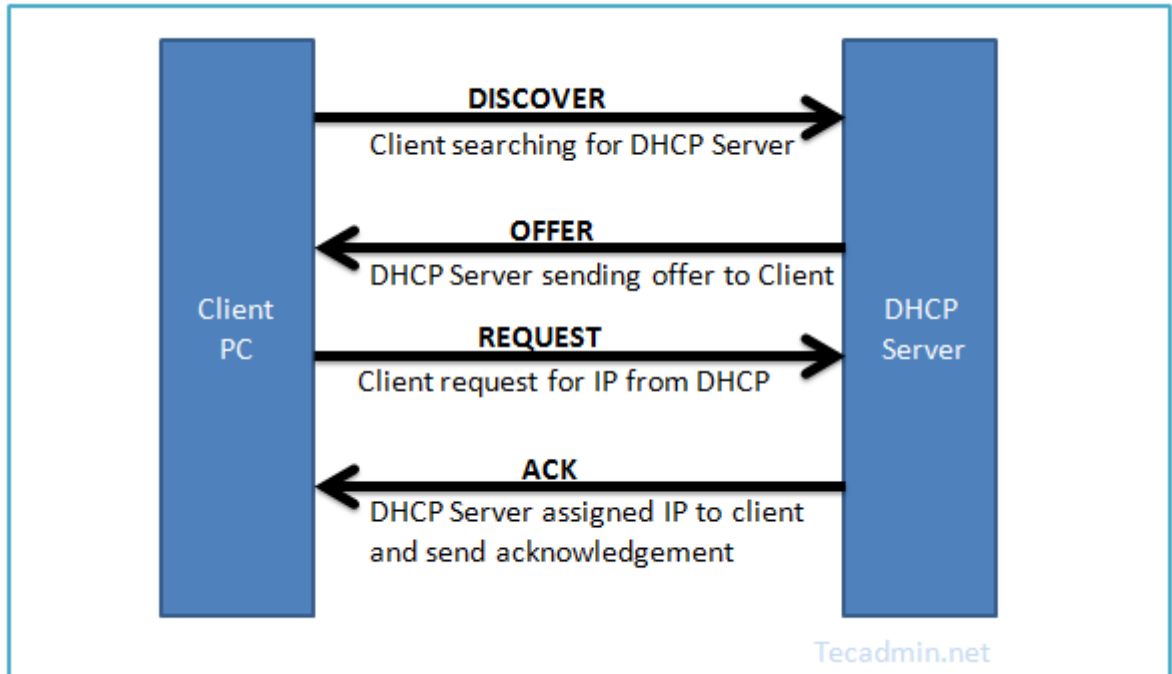 DISCOVER
Client searching for DHCP Server
OFFER
DHCP Server sending offer to Client
Client
PC
DHCP
Server
REQUEST
Client request for IP from DHCP
ACK
DHCP Server assigned IP to client
and send acknowledgement
Tecadmin.net